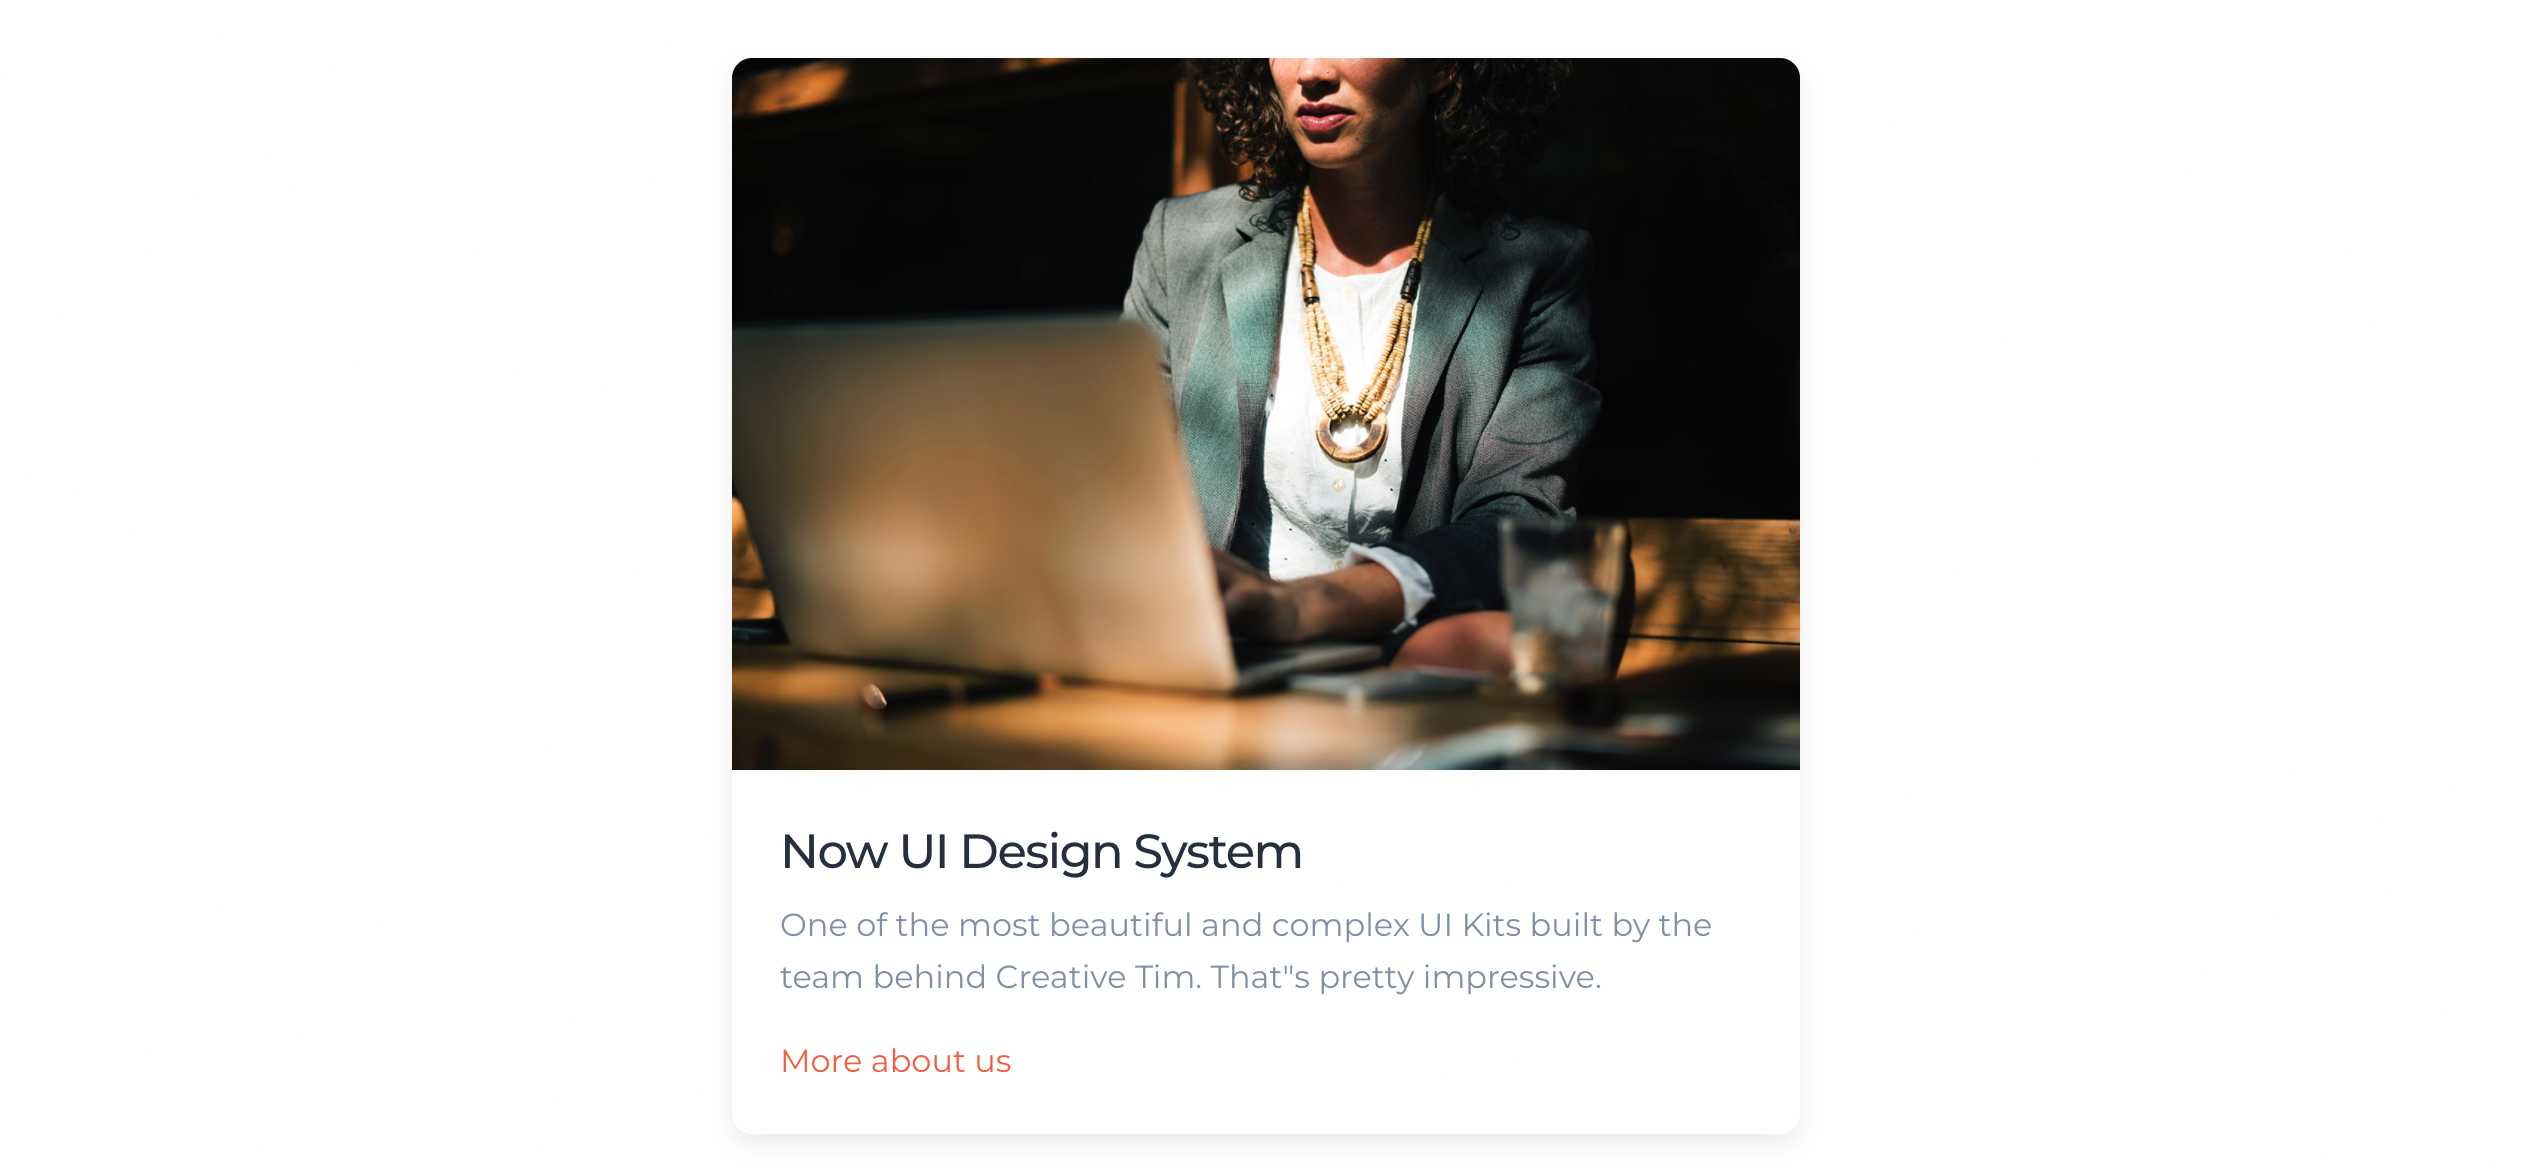 Now UI Design System
One of the most beautiful and complex UI Kits built by the
team behind Creative Tim. That"s pretty impressive.
More about us